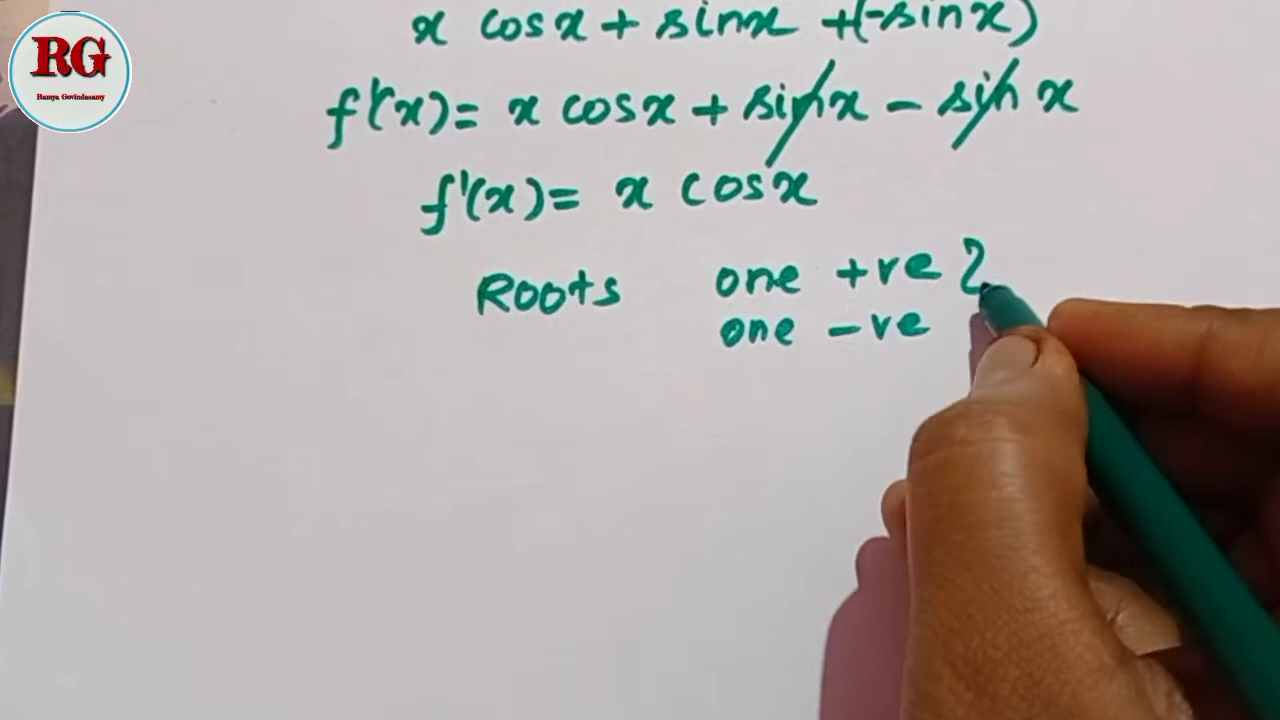 RG
Ramya Govindasamy
x cosx + sinx +(-sinx)
f'(x)= x cosx + sinx - sinx
f'(x)= x cosx
Roots one +ve }
one -ve